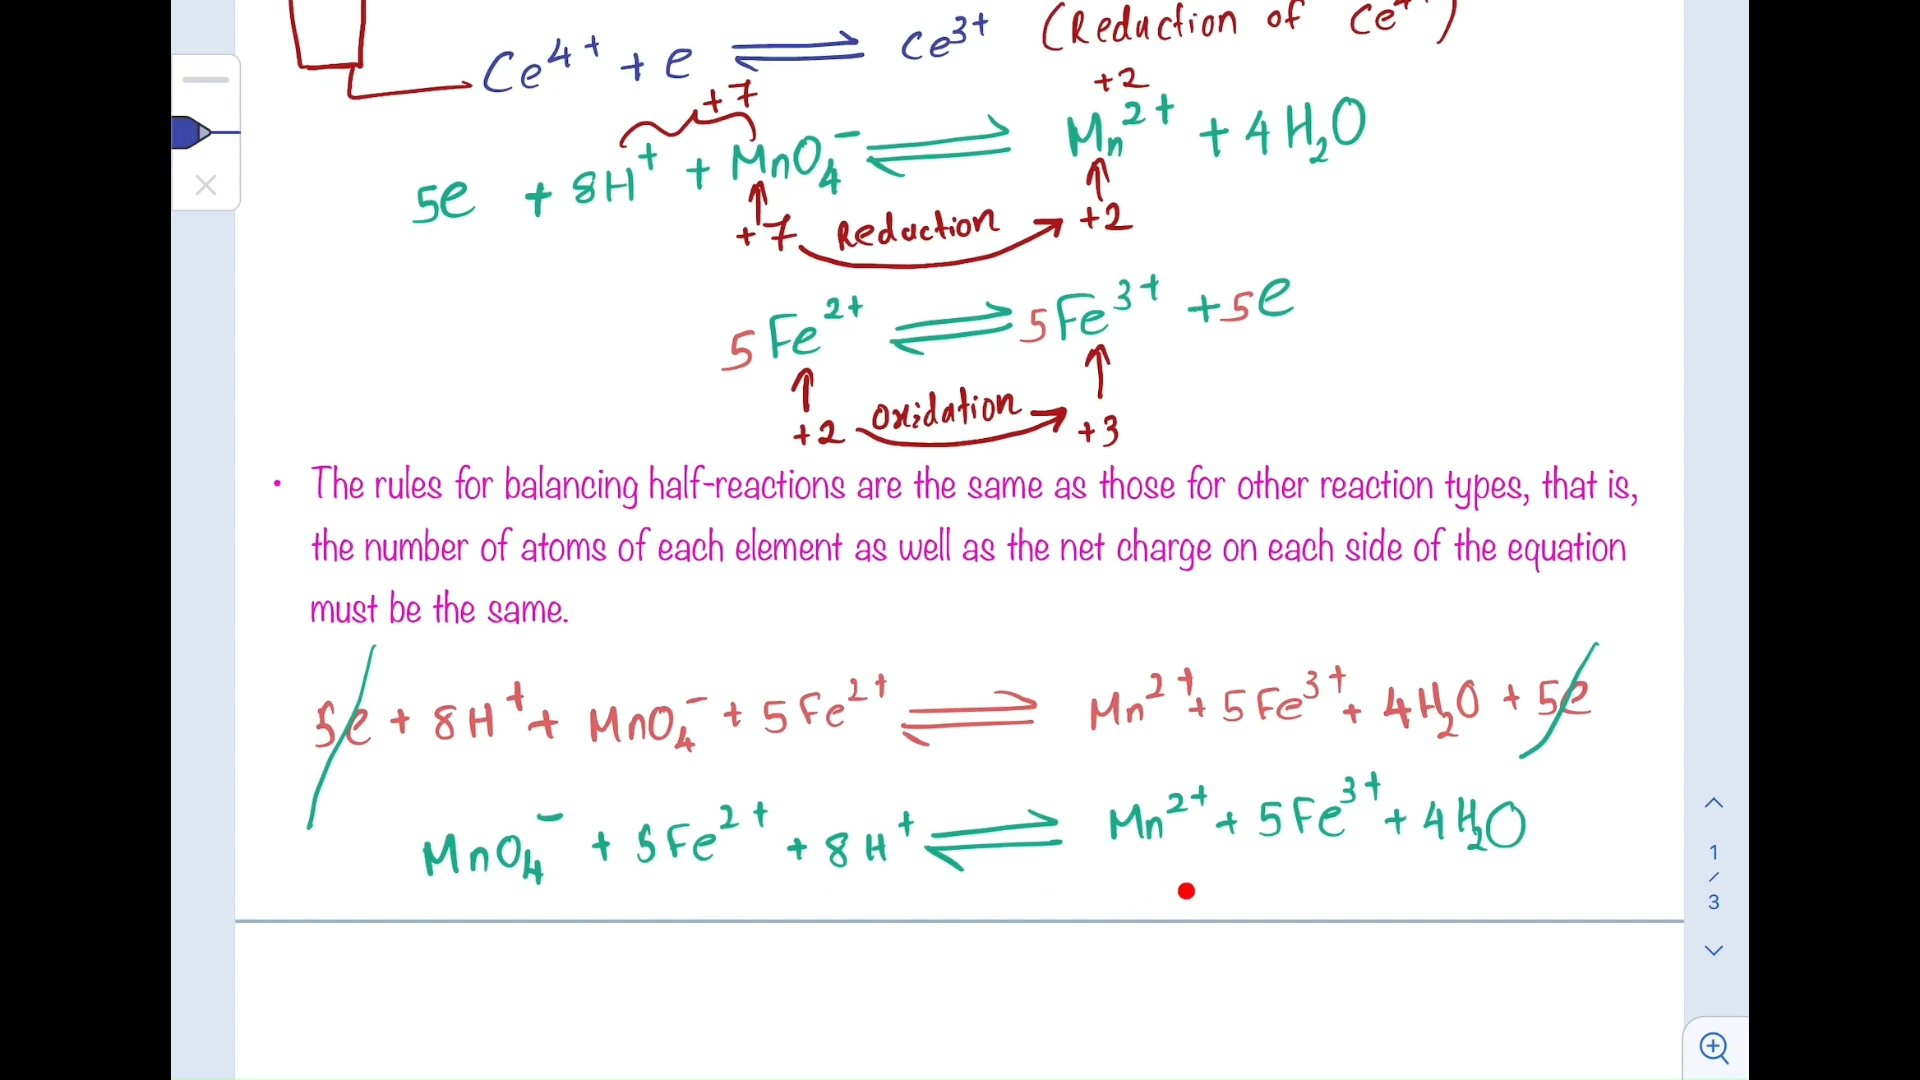 Ce⁴⁺ + e ⇌ Ce³⁺ (Reduction of Ce⁴⁺)
+7 +2
5e + 8H⁺ + MnO₄⁻ ⇌ Mn²⁺ + 4H₂O
+7 Reduction +2
5Fe²⁺ ⇌ 5Fe³⁺ + 5e
+2 Oxidation +3
• The rules for balancing half-reactions are the same as those for other reaction types, that is,
the number of atoms of each element as well as the net charge on each side of the equation
must be the same.
5e + 8H⁺ + MnO₄⁻ + 5Fe²⁺ ⇌ Mn²⁺ + 5Fe³⁺ + 4H₂O + 5e
MnO₄⁻ + 5Fe²⁺ + 8H⁺ ⇌ Mn²⁺ + 5Fe³⁺ + 4H₂O
1
/
3